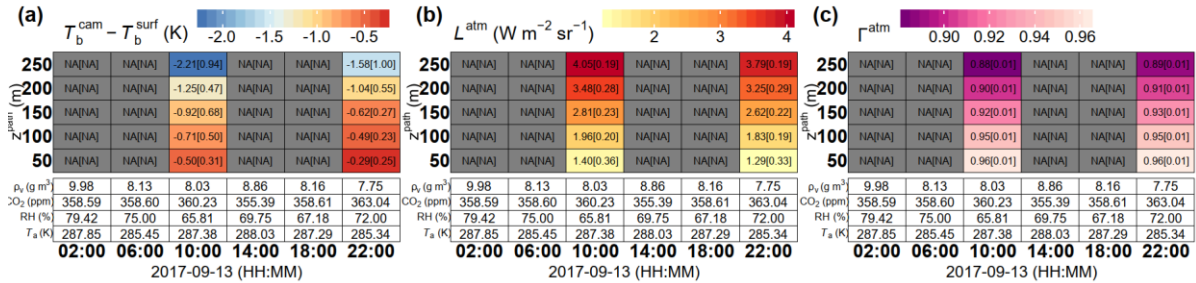 (a) T_b^cam − T_b^surf (K) -2.0 -1.5 -1.0 -0.5
250 NA[NA] NA[NA] -2.21[0.94] NA[NA] NA[NA] -1.58[1.00]
200 NA[NA] NA[NA] -1.25[0.47] NA[NA] NA[NA] -1.04[0.55]
150 NA[NA] NA[NA] -0.92[0.68] NA[NA] NA[NA] -0.62[0.27]
100 NA[NA] NA[NA] -0.71[0.50] NA[NA] NA[NA] -0.49[0.23]
50 NA[NA] NA[NA] -0.50[0.31] NA[NA] NA[NA] -0.29[0.25]
z^path (m)
ρ_v (g m³) 9.98 8.13 8.03 8.86 8.16 7.75
CO₂ (ppm) 358.59 358.60 360.23 355.39 358.61 363.04
RH (%) 79.42 75.00 65.81 69.75 67.18 72.00
T_a (K) 287.85 285.45 287.38 288.03 287.29 285.34
02:00 06:00 10:00 14:00 18:00 22:00
2017-09-13 (HH:MM)
(b) L^atm (W m⁻² sr⁻¹) 2 3 4
250 NA[NA] NA[NA] 4.05[0.19] NA[NA] NA[NA] 3.79[0.19]
200 NA[NA] NA[NA] 3.48[0.28] NA[NA] NA[NA] 3.25[0.29]
150 NA[NA] NA[NA] 2.81[0.23] NA[NA] NA[NA] 2.62[0.22]
100 NA[NA] NA[NA] 1.96[0.20] NA[NA] NA[NA] 1.83[0.19]
50 NA[NA] NA[NA] 1.40[0.36] NA[NA] NA[NA] 1.29[0.33]
z^path (m)
ρ_v (g m³) 9.98 8.13 8.03 8.86 8.16 7.75
CO₂ (ppm) 358.59 358.60 360.23 355.39 358.61 363.04
RH (%) 79.42 75.00 65.81 69.75 67.18 72.00
T_a (K) 287.85 285.45 287.38 288.03 287.29 285.34
02:00 06:00 10:00 14:00 18:00 22:00
2017-09-13 (HH:MM)
(c) Γ^atm 0.90 0.92 0.94 0.96
250 NA[NA] NA[NA] 0.88[0.01] NA[NA] NA[NA] 0.89[0.01]
200 NA[NA] NA[NA] 0.90[0.01] NA[NA] NA[NA] 0.91[0.01]
150 NA[NA] NA[NA] 0.92[0.01] NA[NA] NA[NA] 0.93[0.01]
100 NA[NA] NA[NA] 0.95[0.01] NA[NA] NA[NA] 0.95[0.01]
50 NA[NA] NA[NA] 0.96[0.01] NA[NA] NA[NA] 0.96[0.01]
z^path (m)
ρ_v (g m³) 9.98 8.13 8.03 8.86 8.16 7.75
CO₂ (ppm) 358.59 358.60 360.23 355.39 358.61 363.04
RH (%) 79.42 75.00 65.81 69.75 67.18 72.00
T_a (K) 287.85 285.45 287.38 288.03 287.29 285.34
02:00 06:00 10:00 14:00 18:00 22:00
2017-09-13 (HH:MM)